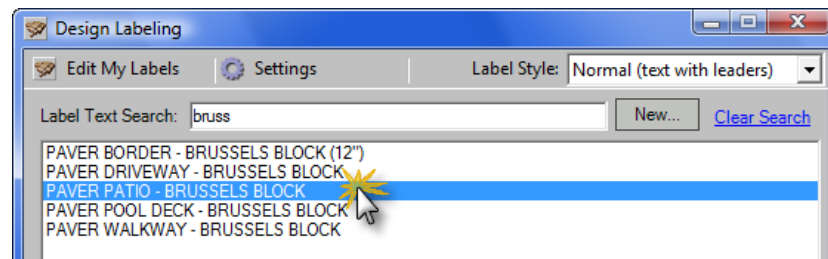 Design Labeling
Edit My Labels Settings Label Style: Normal (text with leaders)
Label Text Search: bruss New... Clear Search
PAVER BORDER - BRUSSELS BLOCK (12")
PAVER DRIVEWAY - BRUSSELS BLOCK
PAVER PATIO - BRUSSELS BLOCK
PAVER POOL DECK - BRUSSELS BLOCK
PAVER WALKWAY - BRUSSELS BLOCK